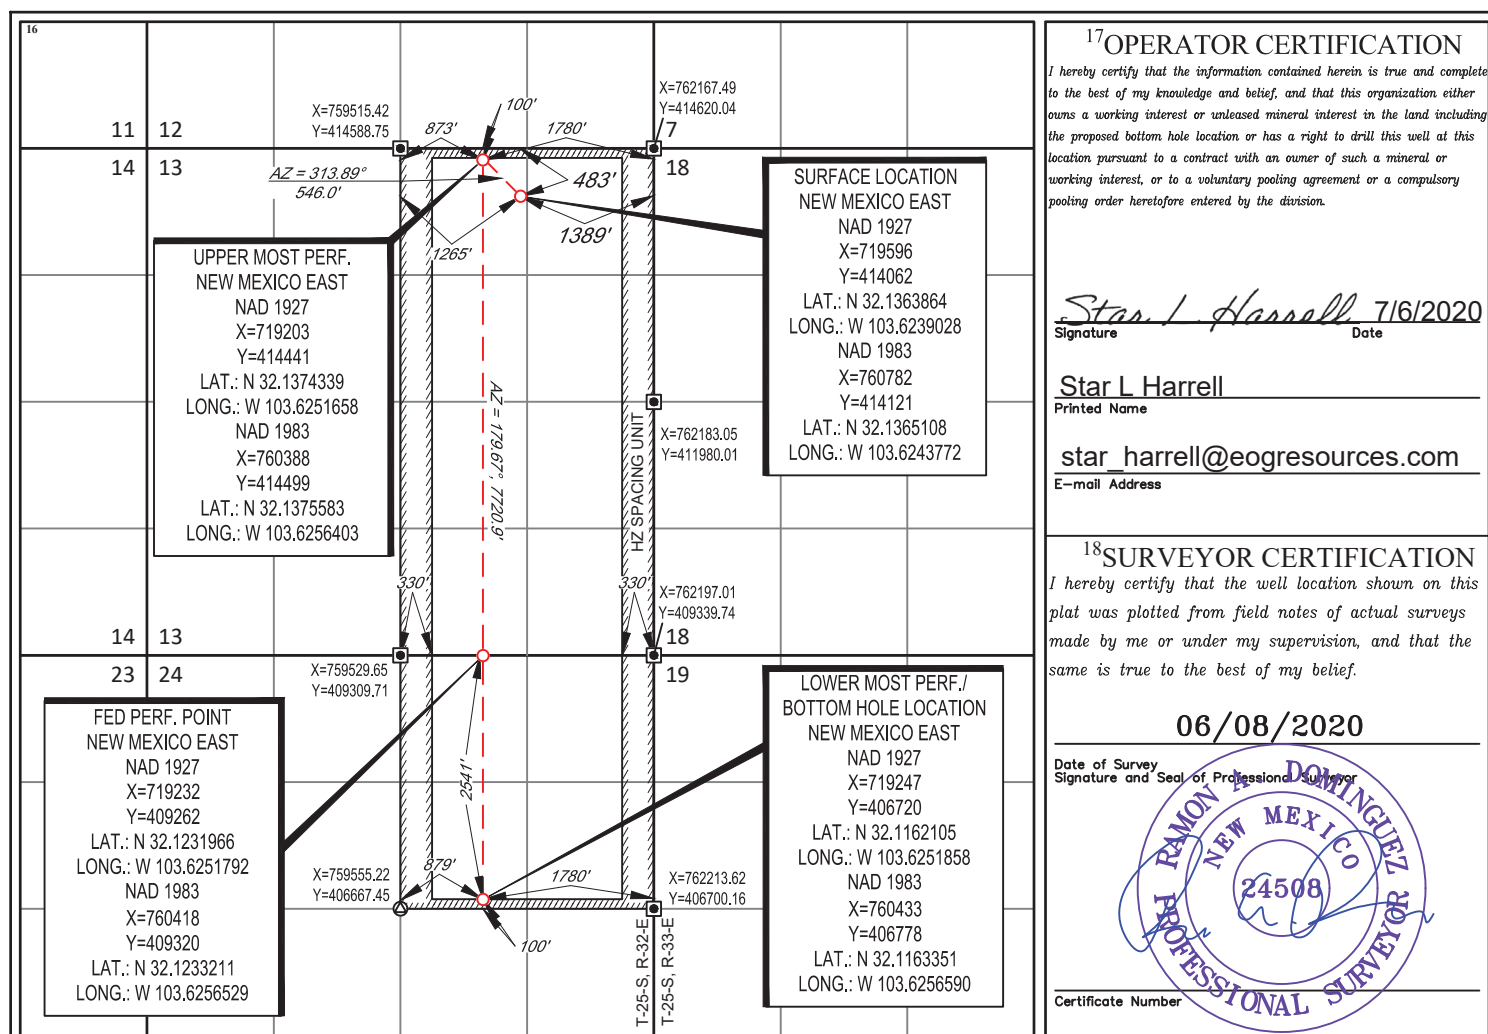 16
X=759515.42
Y=414588.75
X=762167.49
Y=414620.04
100'
873'
1780'
11
12
7
14
13
18
AZ = 313.89°
546.0'
483'
1265'
1389'
SURFACE LOCATION
NEW MEXICO EAST
NAD 1927
X=719596
Y=414062
LAT.: N 32.1363864
LONG.: W 103.6239028
NAD 1983
X=760782
Y=414121
LAT.: N 32.1365108
LONG.: W 103.6243772
UPPER MOST PERF.
NEW MEXICO EAST
NAD 1927
X=719203
Y=414441
LAT.: N 32.1374339
LONG.: W 103.6251658
NAD 1983
X=760388
Y=414499
LAT.: N 32.1375583
LONG.: W 103.6256403
AZ = 179.67°, 7720.9'
HZ SPACING UNIT
X=762183.05
Y=411980.01
330'
330'
X=762197.01
Y=409339.74
14
13
18
23
24
19
X=759529.65
Y=409309.71
FED PERF. POINT
NEW MEXICO EAST
NAD 1927
X=719232
Y=409262
LAT.: N 32.1231966
LONG.: W 103.6251792
NAD 1983
X=760418
Y=409320
LAT.: N 32.1233211
LONG.: W 103.6256529
LOWER MOST PERF./
BOTTOM HOLE LOCATION
NEW MEXICO EAST
NAD 1927
X=719247
Y=406720
LAT.: N 32.1162105
LONG.: W 103.6251858
NAD 1983
X=760433
Y=406778
LAT.: N 32.1163351
LONG.: W 103.6256590
2541'
X=759555.22
Y=406667.45
879'
1780'
X=762213.62
Y=406700.16
100'
T-25-S, R-32-E
T-25-S, R-33-E
17OPERATOR CERTIFICATION
I hereby certify that the information contained herein is true and complete
to the best of my knowledge and belief, and that this organization either
owns a working interest or unleased mineral interest in the land including
the proposed bottom hole location or has a right to drill this well at this
location pursuant to a contract with an owner of such a mineral or
working interest, or to a voluntary pooling agreement or a compulsory
pooling order heretofore entered by the division.
Star L Harrell 7/6/2020
Signature Date
Star L Harrell
Printed Name
star_harrell@eogresources.com
E-mail Address
18SURVEYOR CERTIFICATION
I hereby certify that the well location shown on this
plat was plotted from field notes of actual surveys
made by me or under my supervision, and that the
same is true to the best of my belief.
06/08/2020
Date of Survey
Signature and Seal of Professional Surveyor
RAMON A. DOMINGUEZ
NEW MEXICO
24508
PROFESSIONAL SURVEYOR
Certificate Number